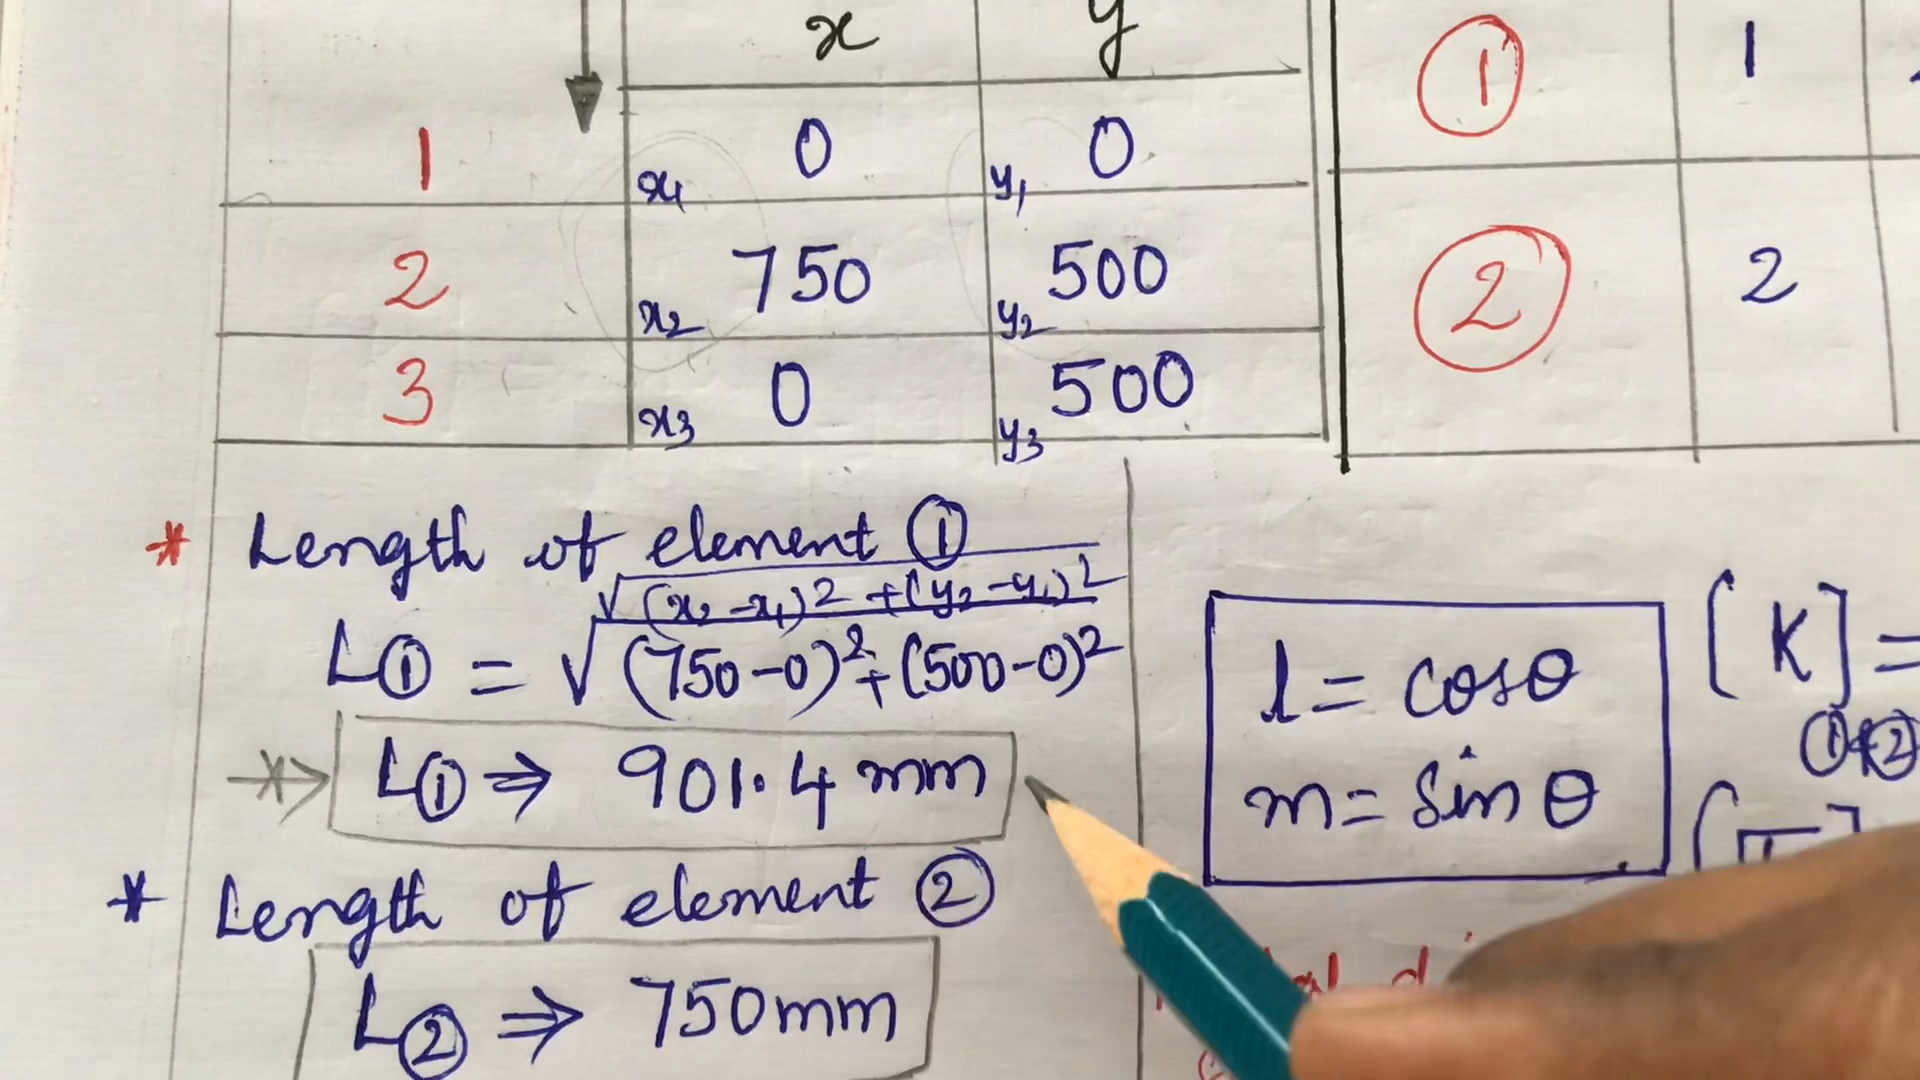 x y
1 0 0 ① 1
x1 y1
2 750 500 ② 2
x2 y2
3 0 500
x3 y3
* Length of element ①
√(x2-x1)2 + (y2-y1)2
L① = √(750-0)2 + (500-0)2
L① ⇒ 901.4 mm
* Length of element ②
L② ⇒ 750mm
l = cosθ
m = sin θ
[K] =
①&②